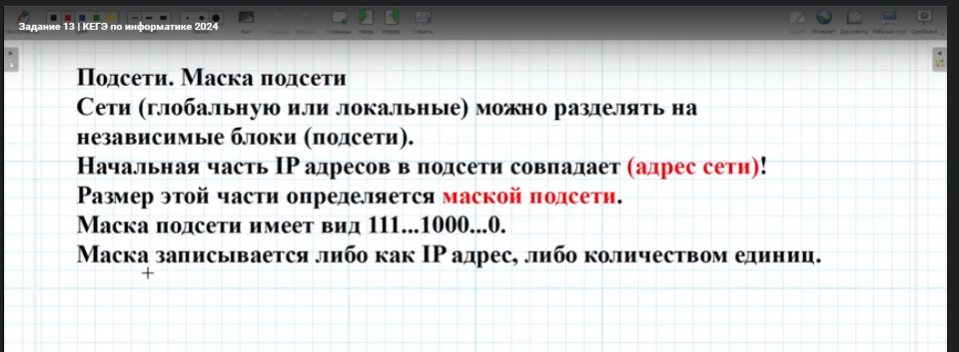 Задание 13 | КЕГЭ по информатике 2024
Подсети. Маска подсети
Сети (глобальную или локальные) можно разделять на
независимые блоки (подсети).
Начальная часть IP адресов в подсети совпадает (адрес сети)!
Размер этой части определяется маской подсети.
Маска подсети имеет вид 111...1000...0.
Маска записывается либо как IP адрес, либо количеством единиц.